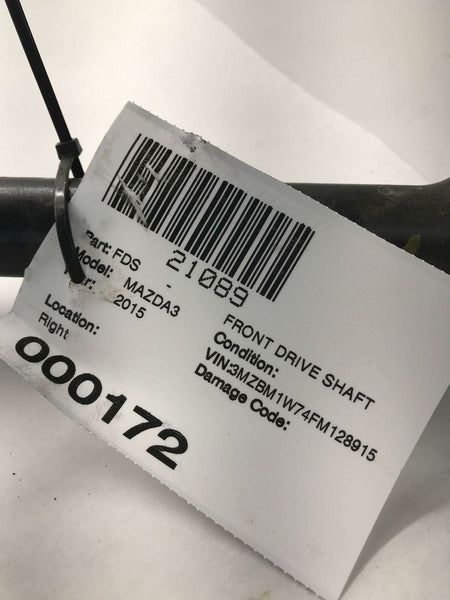 21089
Part: FDS - FRONT DRIVE SHAFT
Model: MAZDA3 Condition:
2015 VIN:3MZBM1W74FM128915
Location: Damage Code:
Right
000172